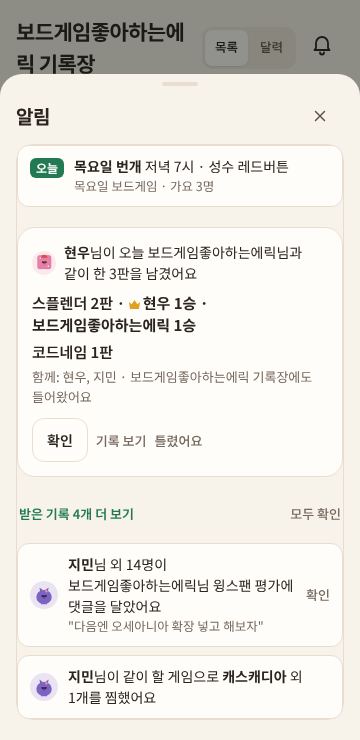 보드게임좋아하는에
릭 기록장
목록 달력
알림
오늘
목요일 번개 저녁 7시 · 성수 레드버튼
목요일 보드게임 · 가요 3명
현우님이 오늘 보드게임좋아하는에릭님과
같이 한 3판을 남겼어요
스플렌더 2판 · 현우 1승 ·
보드게임좋아하는에릭 1승
코드네임 1판
함께: 현우, 지민 · 보드게임좋아하는에릭 기록장에도
들어왔어요
확인 기록 보기 틀렸어요
받은 기록 4개 더 보기 모두 확인
지민님 외 14명이
보드게임좋아하는에릭님 윙스팬 평가에
댓글을 달았어요
"다음엔 오세아니아 확장 넣고 해보자"
확인
지민님이 같이 할 게임으로 캐스캐디아 외
1개를 찜했어요